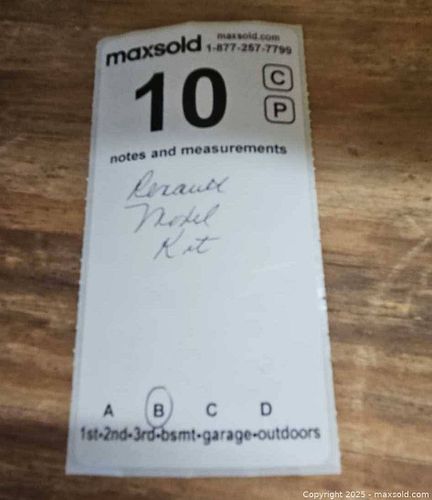 maxsold
maxsold.com
1-877-257-7799
10
C
P
notes and measurements
Renault
Model
Kit
A B C D
1st-2nd-3rd-bsmt-garage-outdoors
Copyright 2025 - maxsold.com